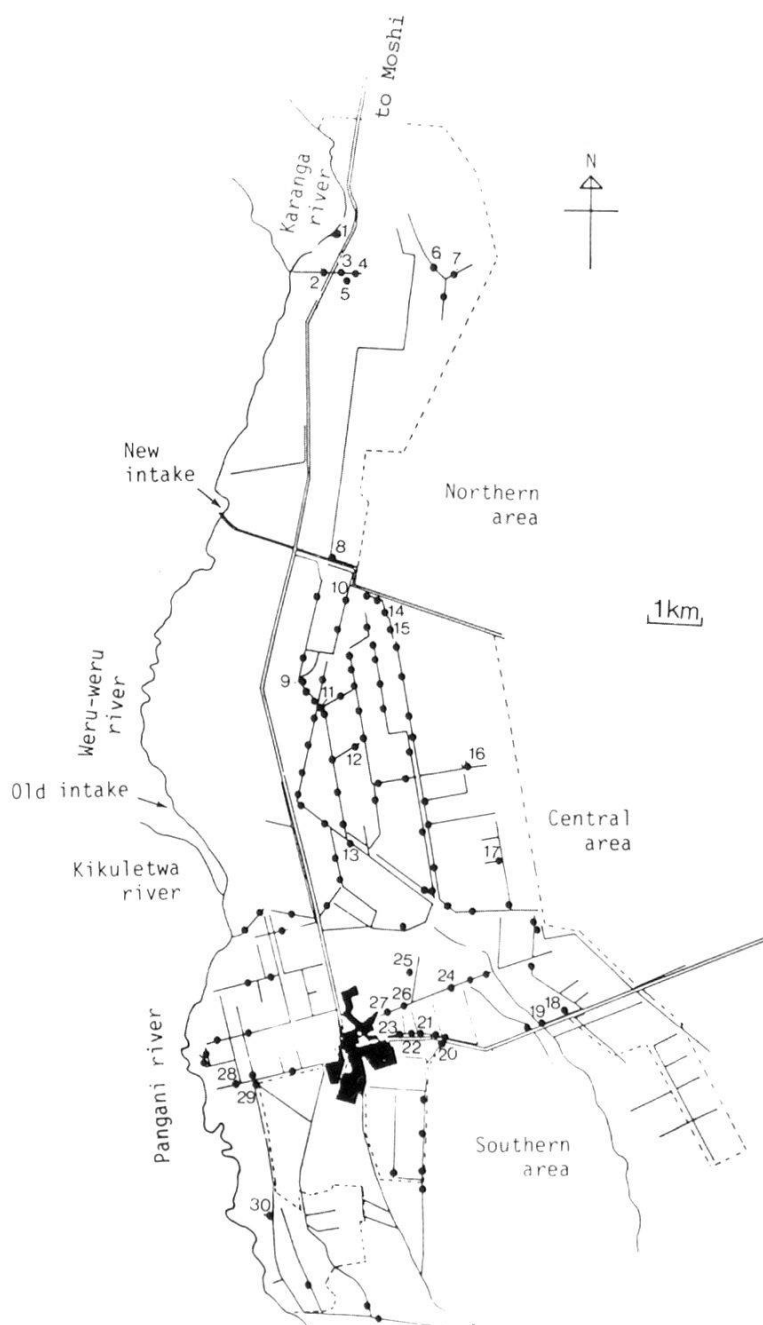 to Moshi
Karanga
river
N
1
2
3
4
5
6
7
New
intake
Northern
area
8
1km
10
14
15
9
11
Weru-weru
river
12
16
Old intake
Central
area
13
17
Kikuletwa
river
25
24
26
27
18
19
23
22
21
20
Pangani river
28
29
Southern
area
30